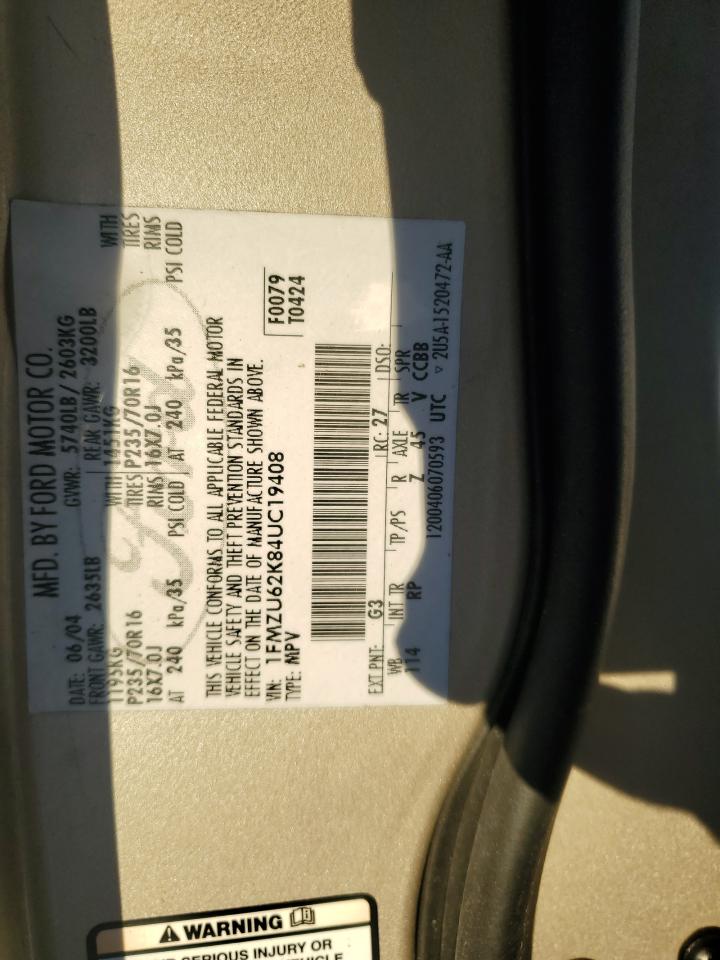 MFD. BY FORD MOTOR CO.
DATE: 06/04 GVWR: 5740LB / 2603KG
FRONT GAWR: 2635LB REAR GAWR: 3200LB
1195KG WITH 1451KG WITH
P235/70R16 TIRES P235/70R16 TIRES
16X7.0J RIMS 16X7.0J RIMS
AT 240 kPa/35 PSI COLD AT 240 kPa/35 PSI COLD
THIS VEHICLE CONFORMS TO ALL APPLICABLE FEDERAL MOTOR
VEHICLE SAFETY AND THEFT PREVENTION STANDARDS IN
EFFECT ON THE DATE OF MANUFACTURE SHOWN ABOVE.
VIN: 1FMZU62K84UC19408 F0079
TYPE: MPV T0424
EXT PNT: G3 RC: 27 DSO:
WB INT TR TP/PS R AXLE TR SPR
114 RP Z 45 V CCBB
1200406070593 UTC ▽ 2U5A-1520472-AA
WARNING
SERIOUS INJURY OR